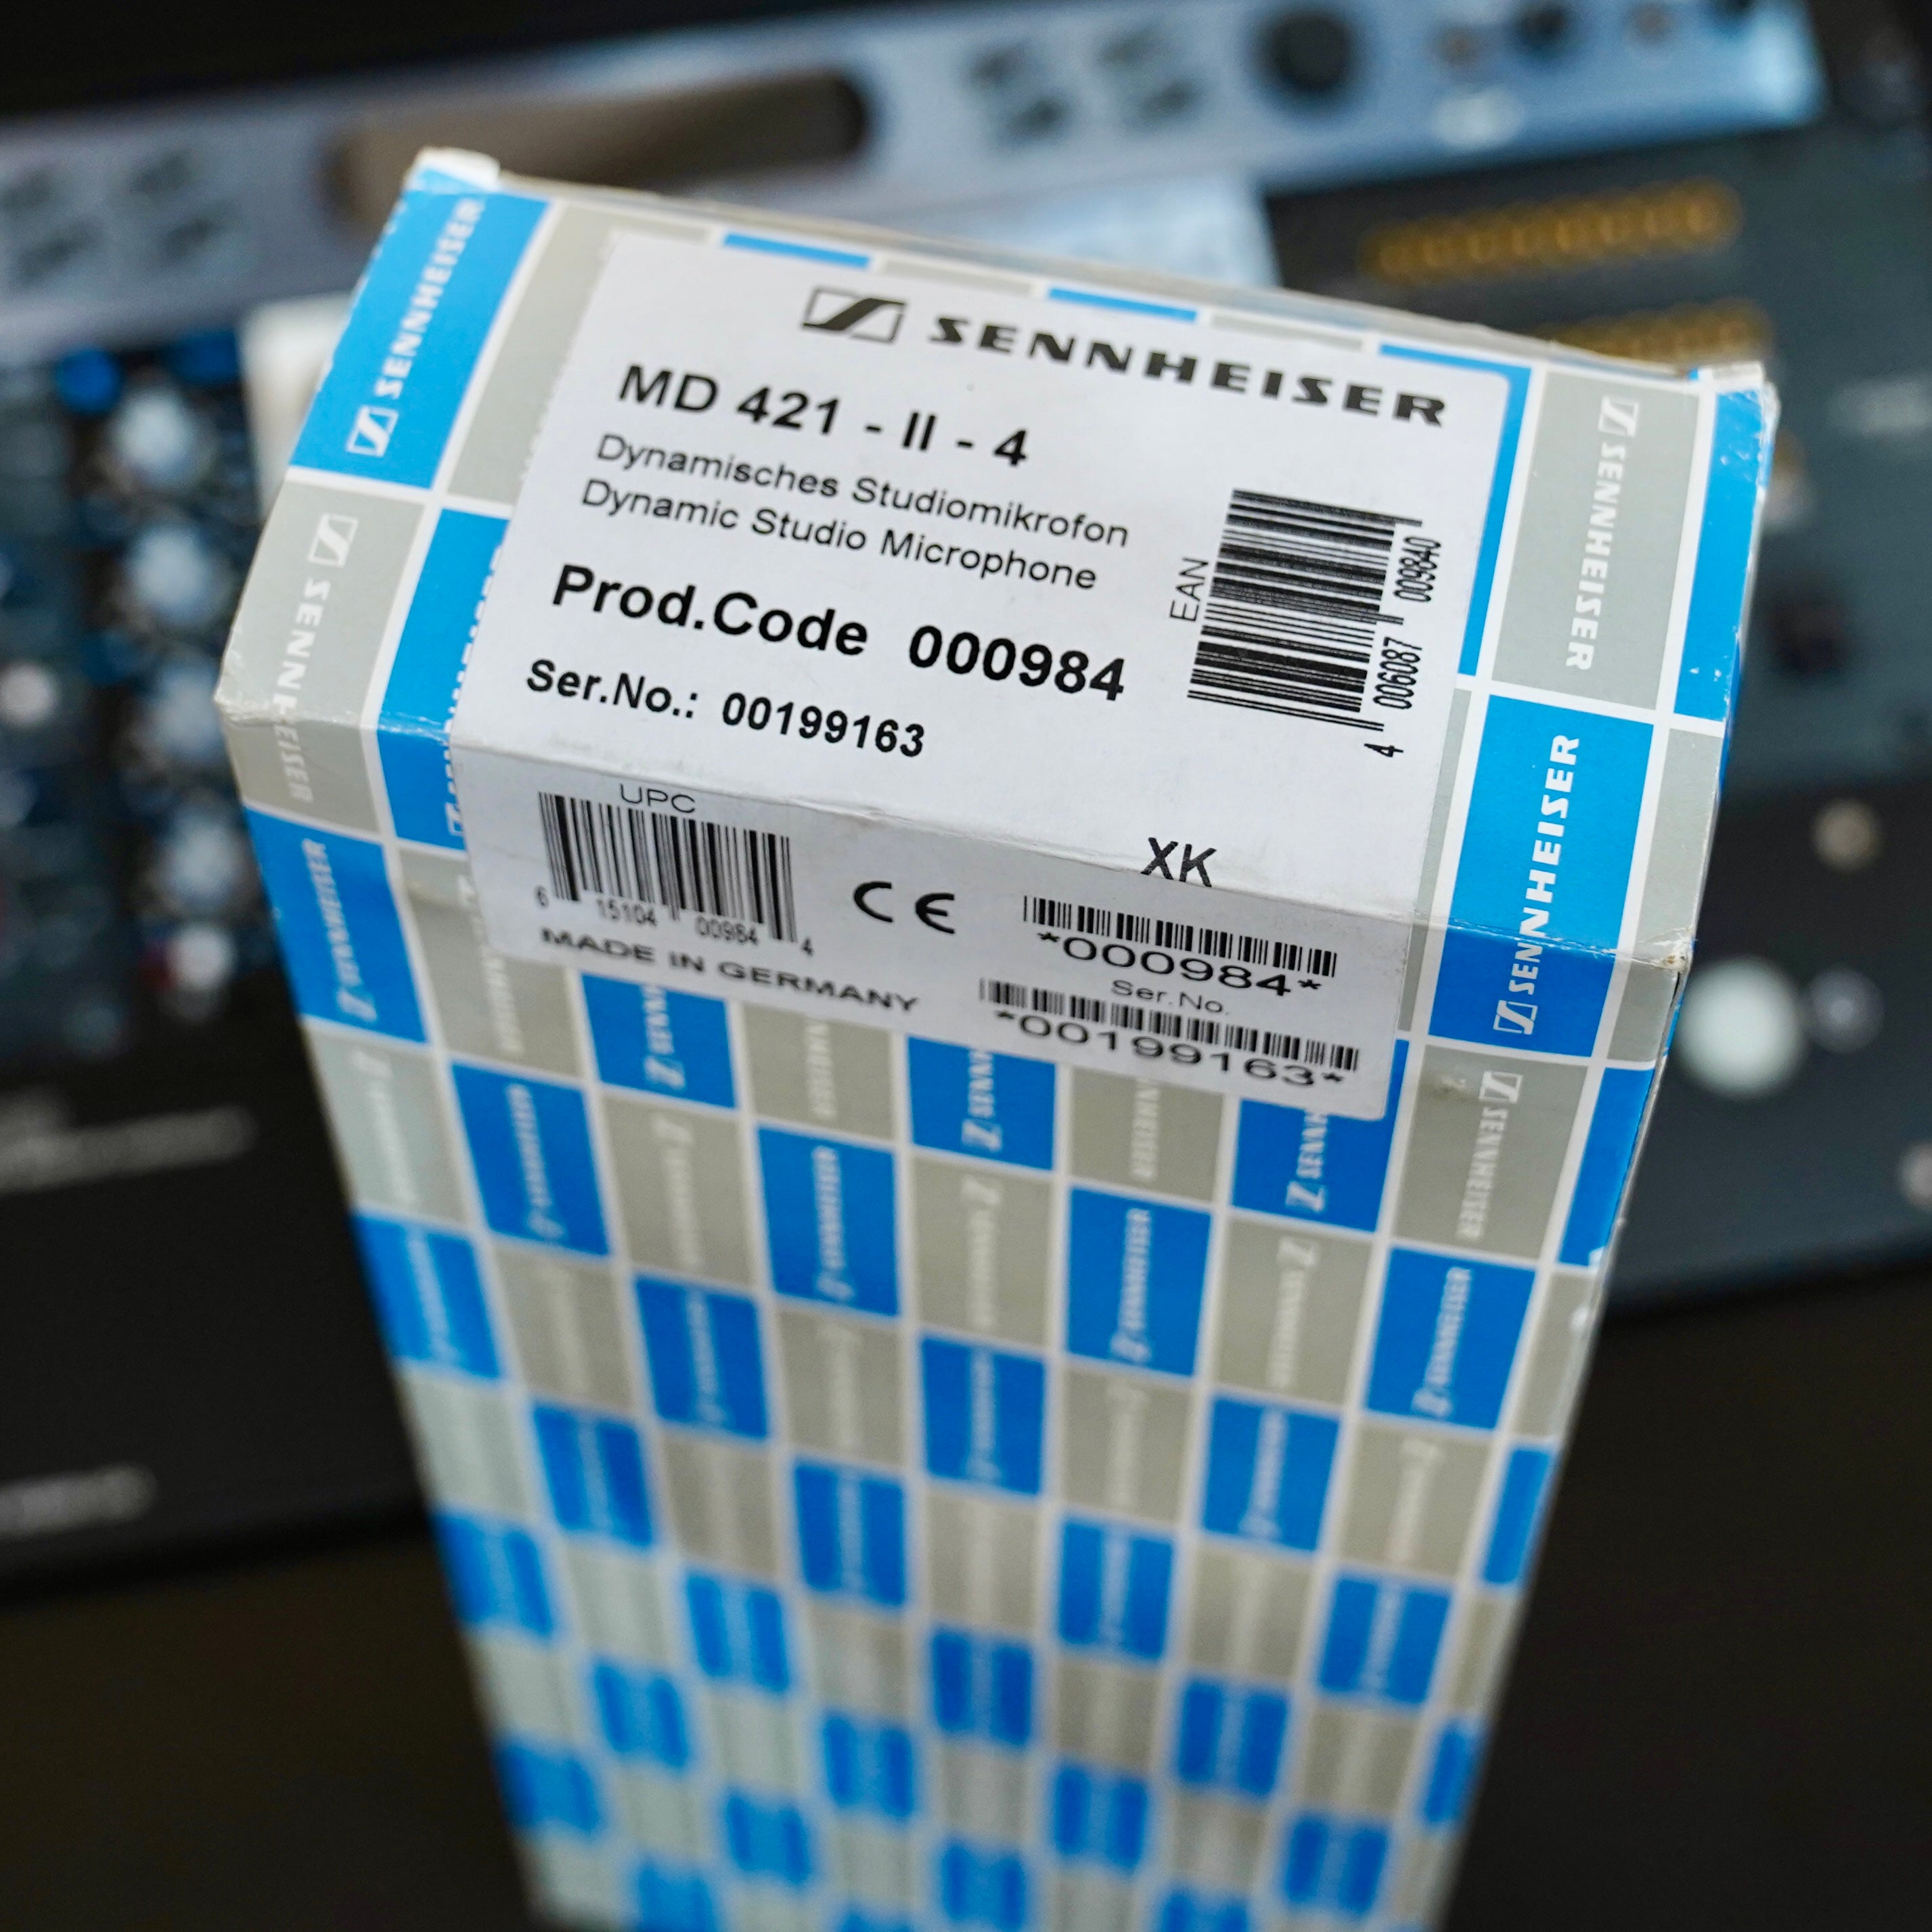 SENNHEISER
MD 421 - II - 4
Dynamisches Studiomikrofon
Dynamic Studio Microphone
Prod.Code 000984
Ser.No.: 00199163
EAN
4 006087 009840
XK
UPC
6 15104 00984 4
CE
MADE IN GERMANY
*000984*
Ser.No.
*00199163*
SENNHEISER
SENNHEISER
SENNHEISER
SENNHEISER
SENNHEISER
SENNHEISER